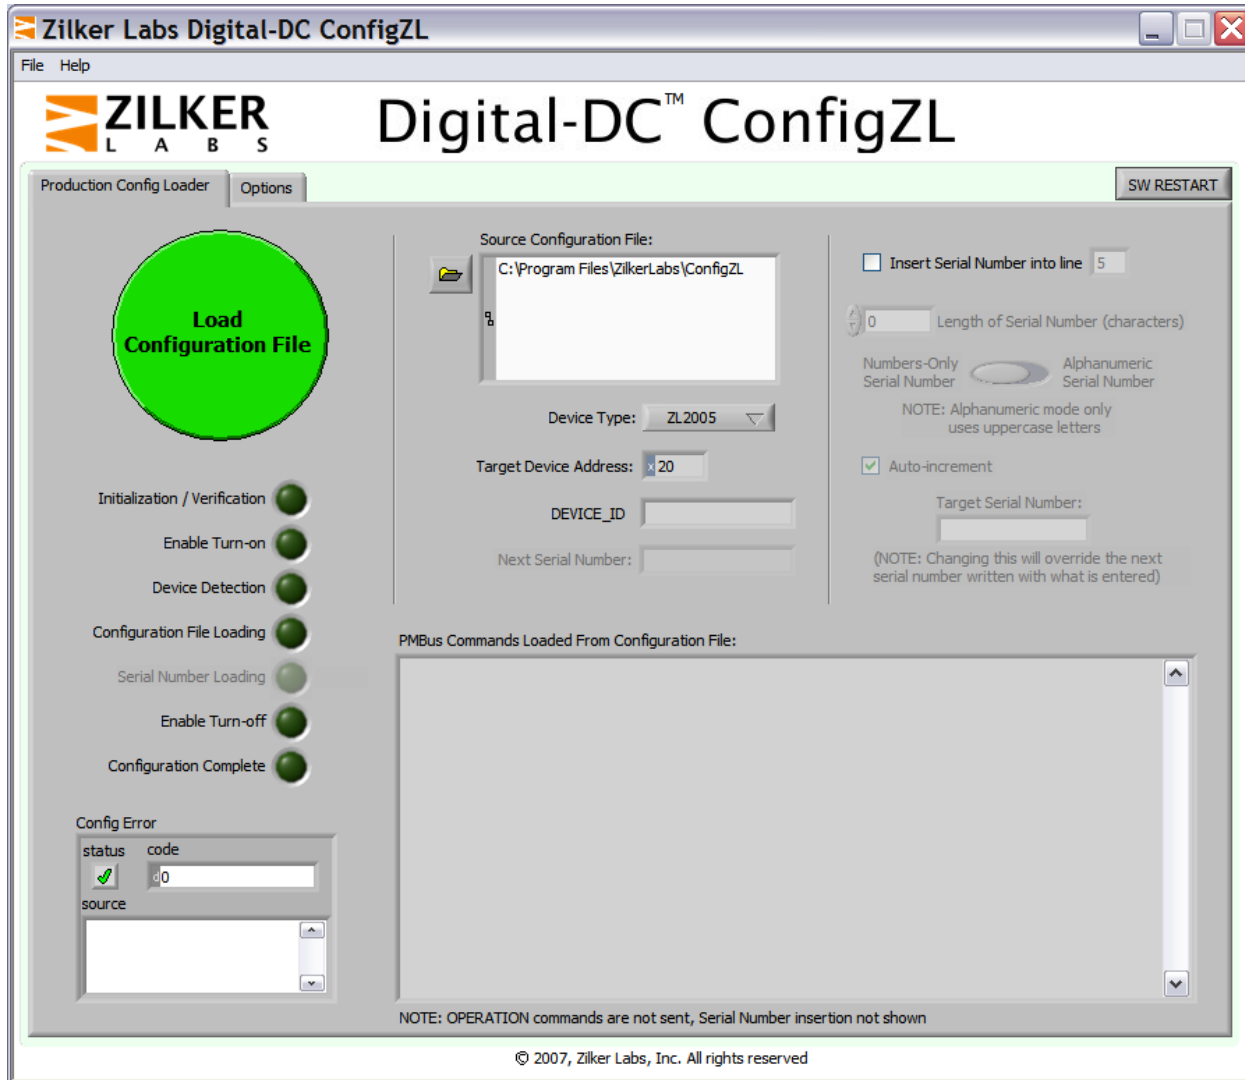 Zilker Labs Digital-DC ConfigZL
File Help
ZILKER
LABS
Digital-DC™ ConfigZL
Production Config Loader
Options
SW RESTART
Load
Configuration File
Initialization / Verification
Enable Turn-on
Device Detection
Configuration File Loading
Serial Number Loading
Enable Turn-off
Configuration Complete
Config Error
status
code
d0
source
Source Configuration File:
C:\Program Files\ZilkerLabs\ConfigZL
Device Type: ZL2005
Target Device Address: x20
DEVICE_ID
Next Serial Number:
Insert Serial Number into line 5
0 Length of Serial Number (characters)
Numbers-Only
Serial Number
Alphanumeric
Serial Number
NOTE: Alphanumeric mode only
uses uppercase letters
Auto-increment
Target Serial Number:
(NOTE: Changing this will override the next
serial number written with what is entered)
PMBus Commands Loaded From Configuration File:
NOTE: OPERATION commands are not sent, Serial Number insertion not shown
© 2007, Zilker Labs, Inc. All rights reserved